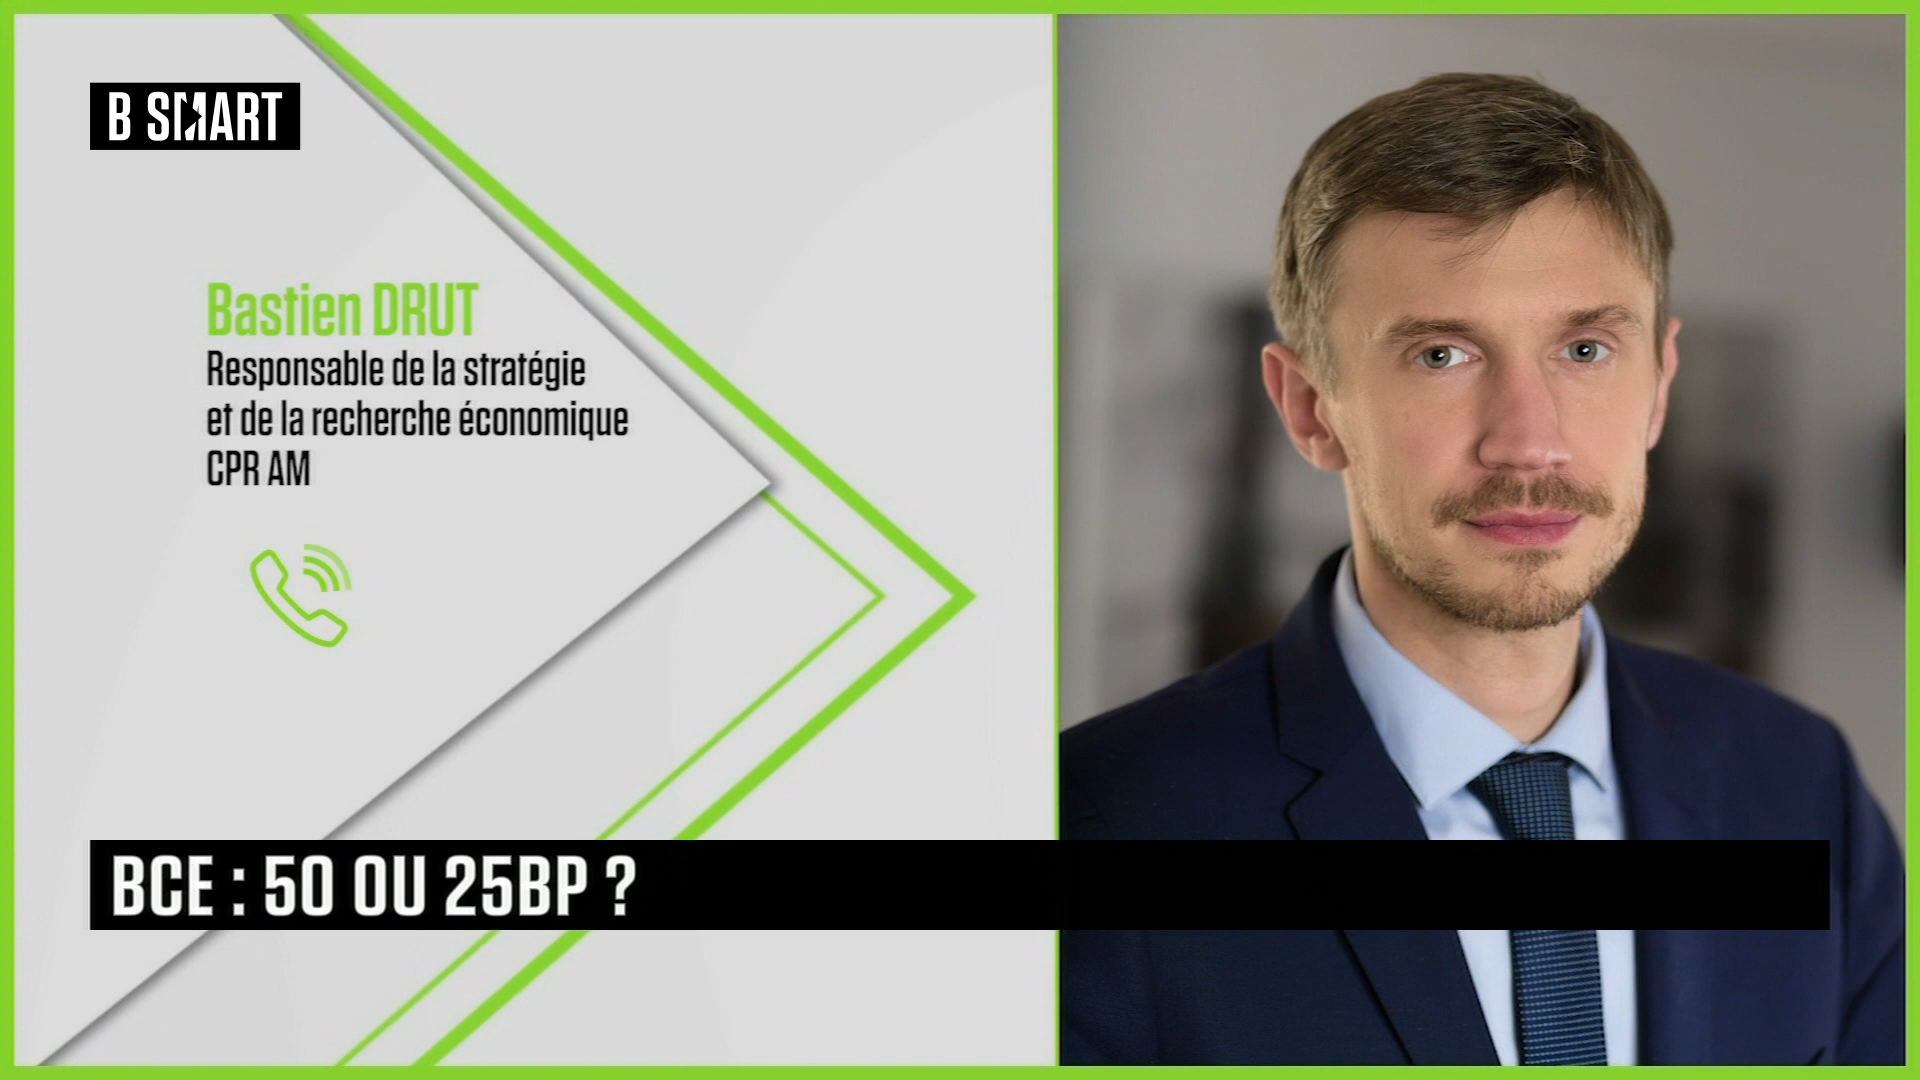 B SMART
Bastien DRUT
Responsable de la stratégie
et de la recherche économique
CPR AM
BCE : 50 OU 25BP ?